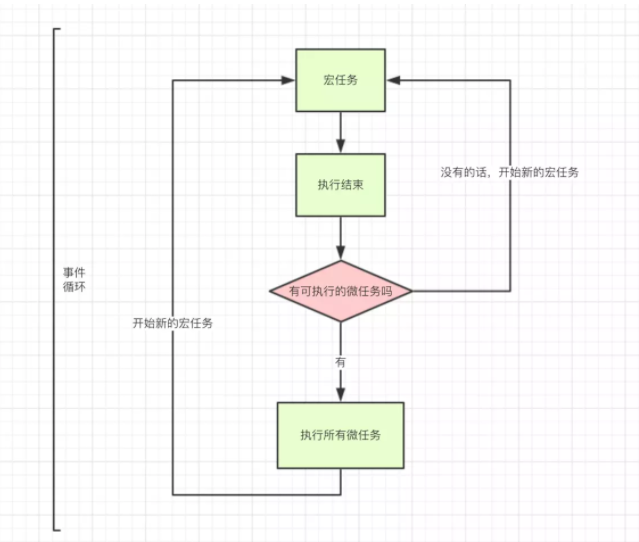 宏任务
执行结束
没有的话，开始新的宏任务
事件
循环
有可执行的微任务吗
开始新的宏任务
有
执行所有微任务